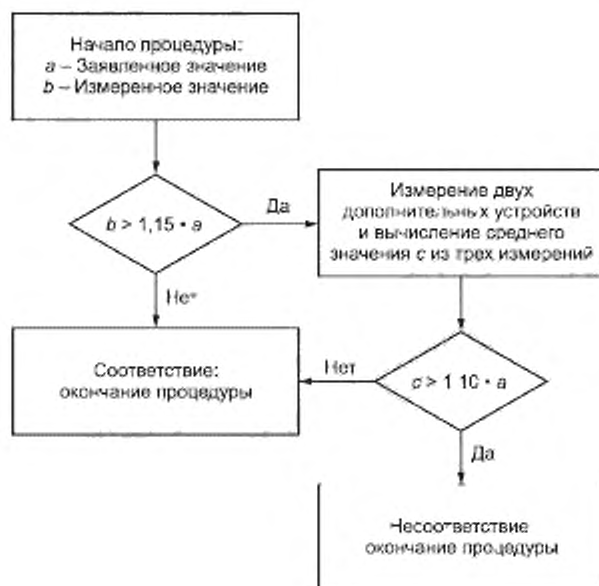 Начало процедуры:
a – Заявленное значение
b – Измеренное значение
b > 1,15 • a
Да
Измерение двух
дополнительных устройств
и вычисление среднего
значения c из трех измерений
Нет
Соответствие:
окончание процедуры
Нет
c > 1 10 • a
Да
Несоответствие
окончание процедуры